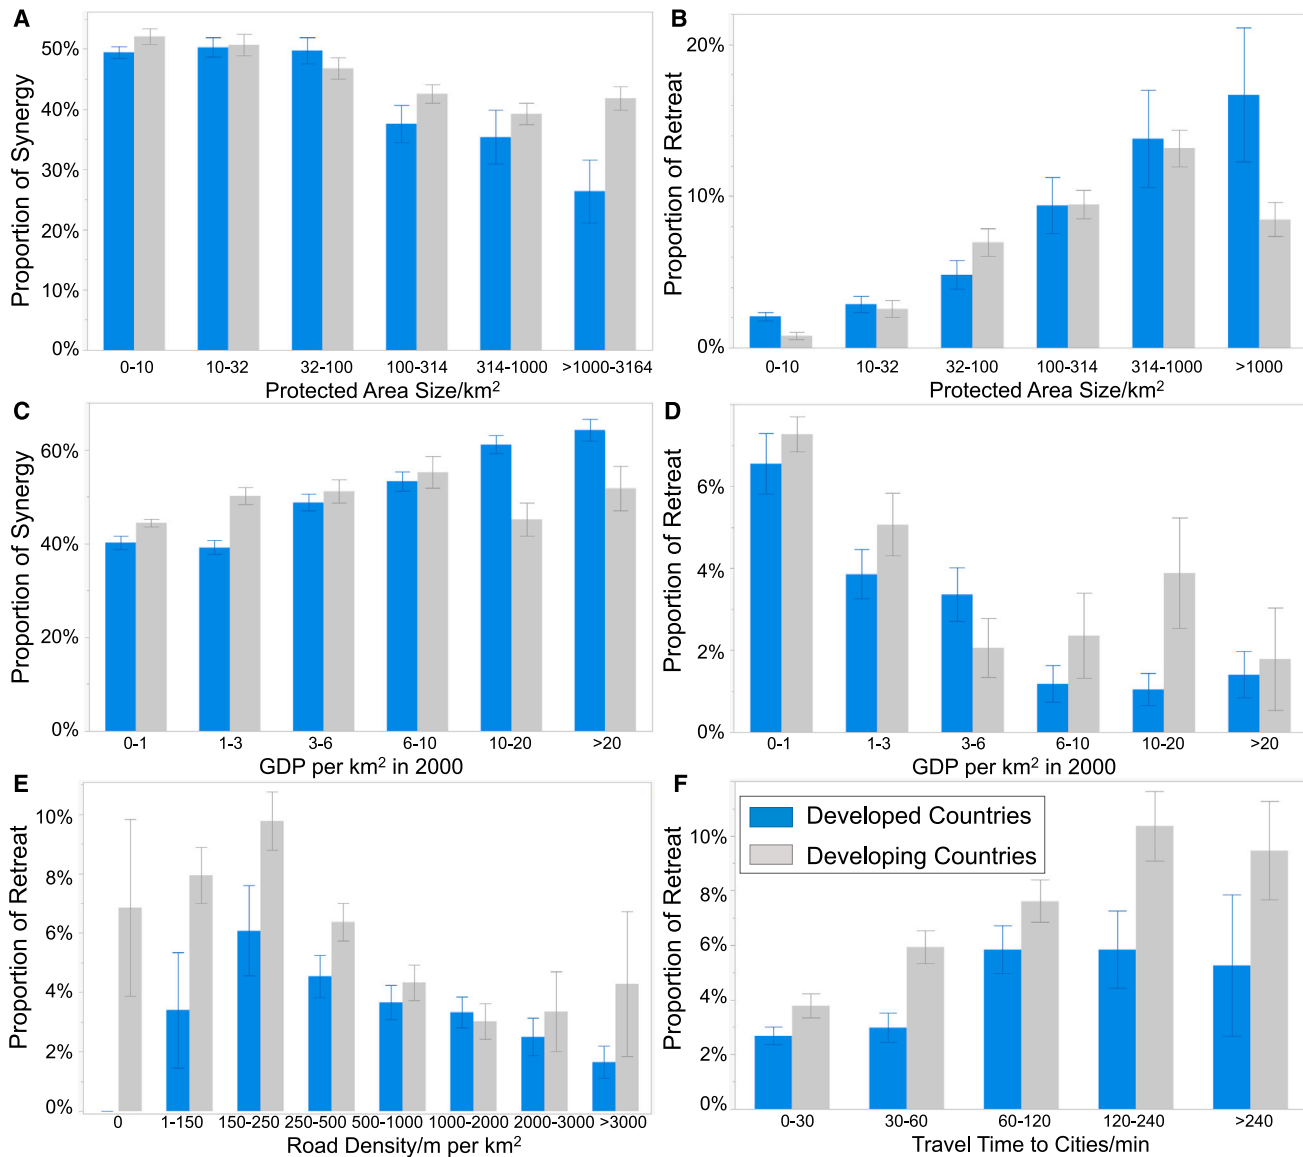 A
Proportion of Synergy
50%
40%
30%
20%
10%
0%
0-10 10-32 32-100 100-314 314-1000 >1000-3164
Protected Area Size/km²
B
Proportion of Retreat
20%
10%
0%
0-10 10-32 32-100 100-314 314-1000 >1000
Protected Area Size/km²
C
Proportion of Synergy
60%
40%
20%
0%
0-1 1-3 3-6 6-10 10-20 >20
GDP per km² in 2000
D
Proportion of Retreat
6%
4%
2%
0%
0-1 1-3 3-6 6-10 10-20 >20
GDP per km² in 2000
E
Proportion of Retreat
10%
8%
6%
4%
2%
0%
0 1-150 150-250 250-500 500-1000 1000-2000 2000-3000 >3000
Road Density/m per km²
F
Developed Countries
Developing Countries
Proportion of Retreat
10%
8%
6%
4%
2%
0%
0-30 30-60 60-120 120-240 >240
Travel Time to Cities/min